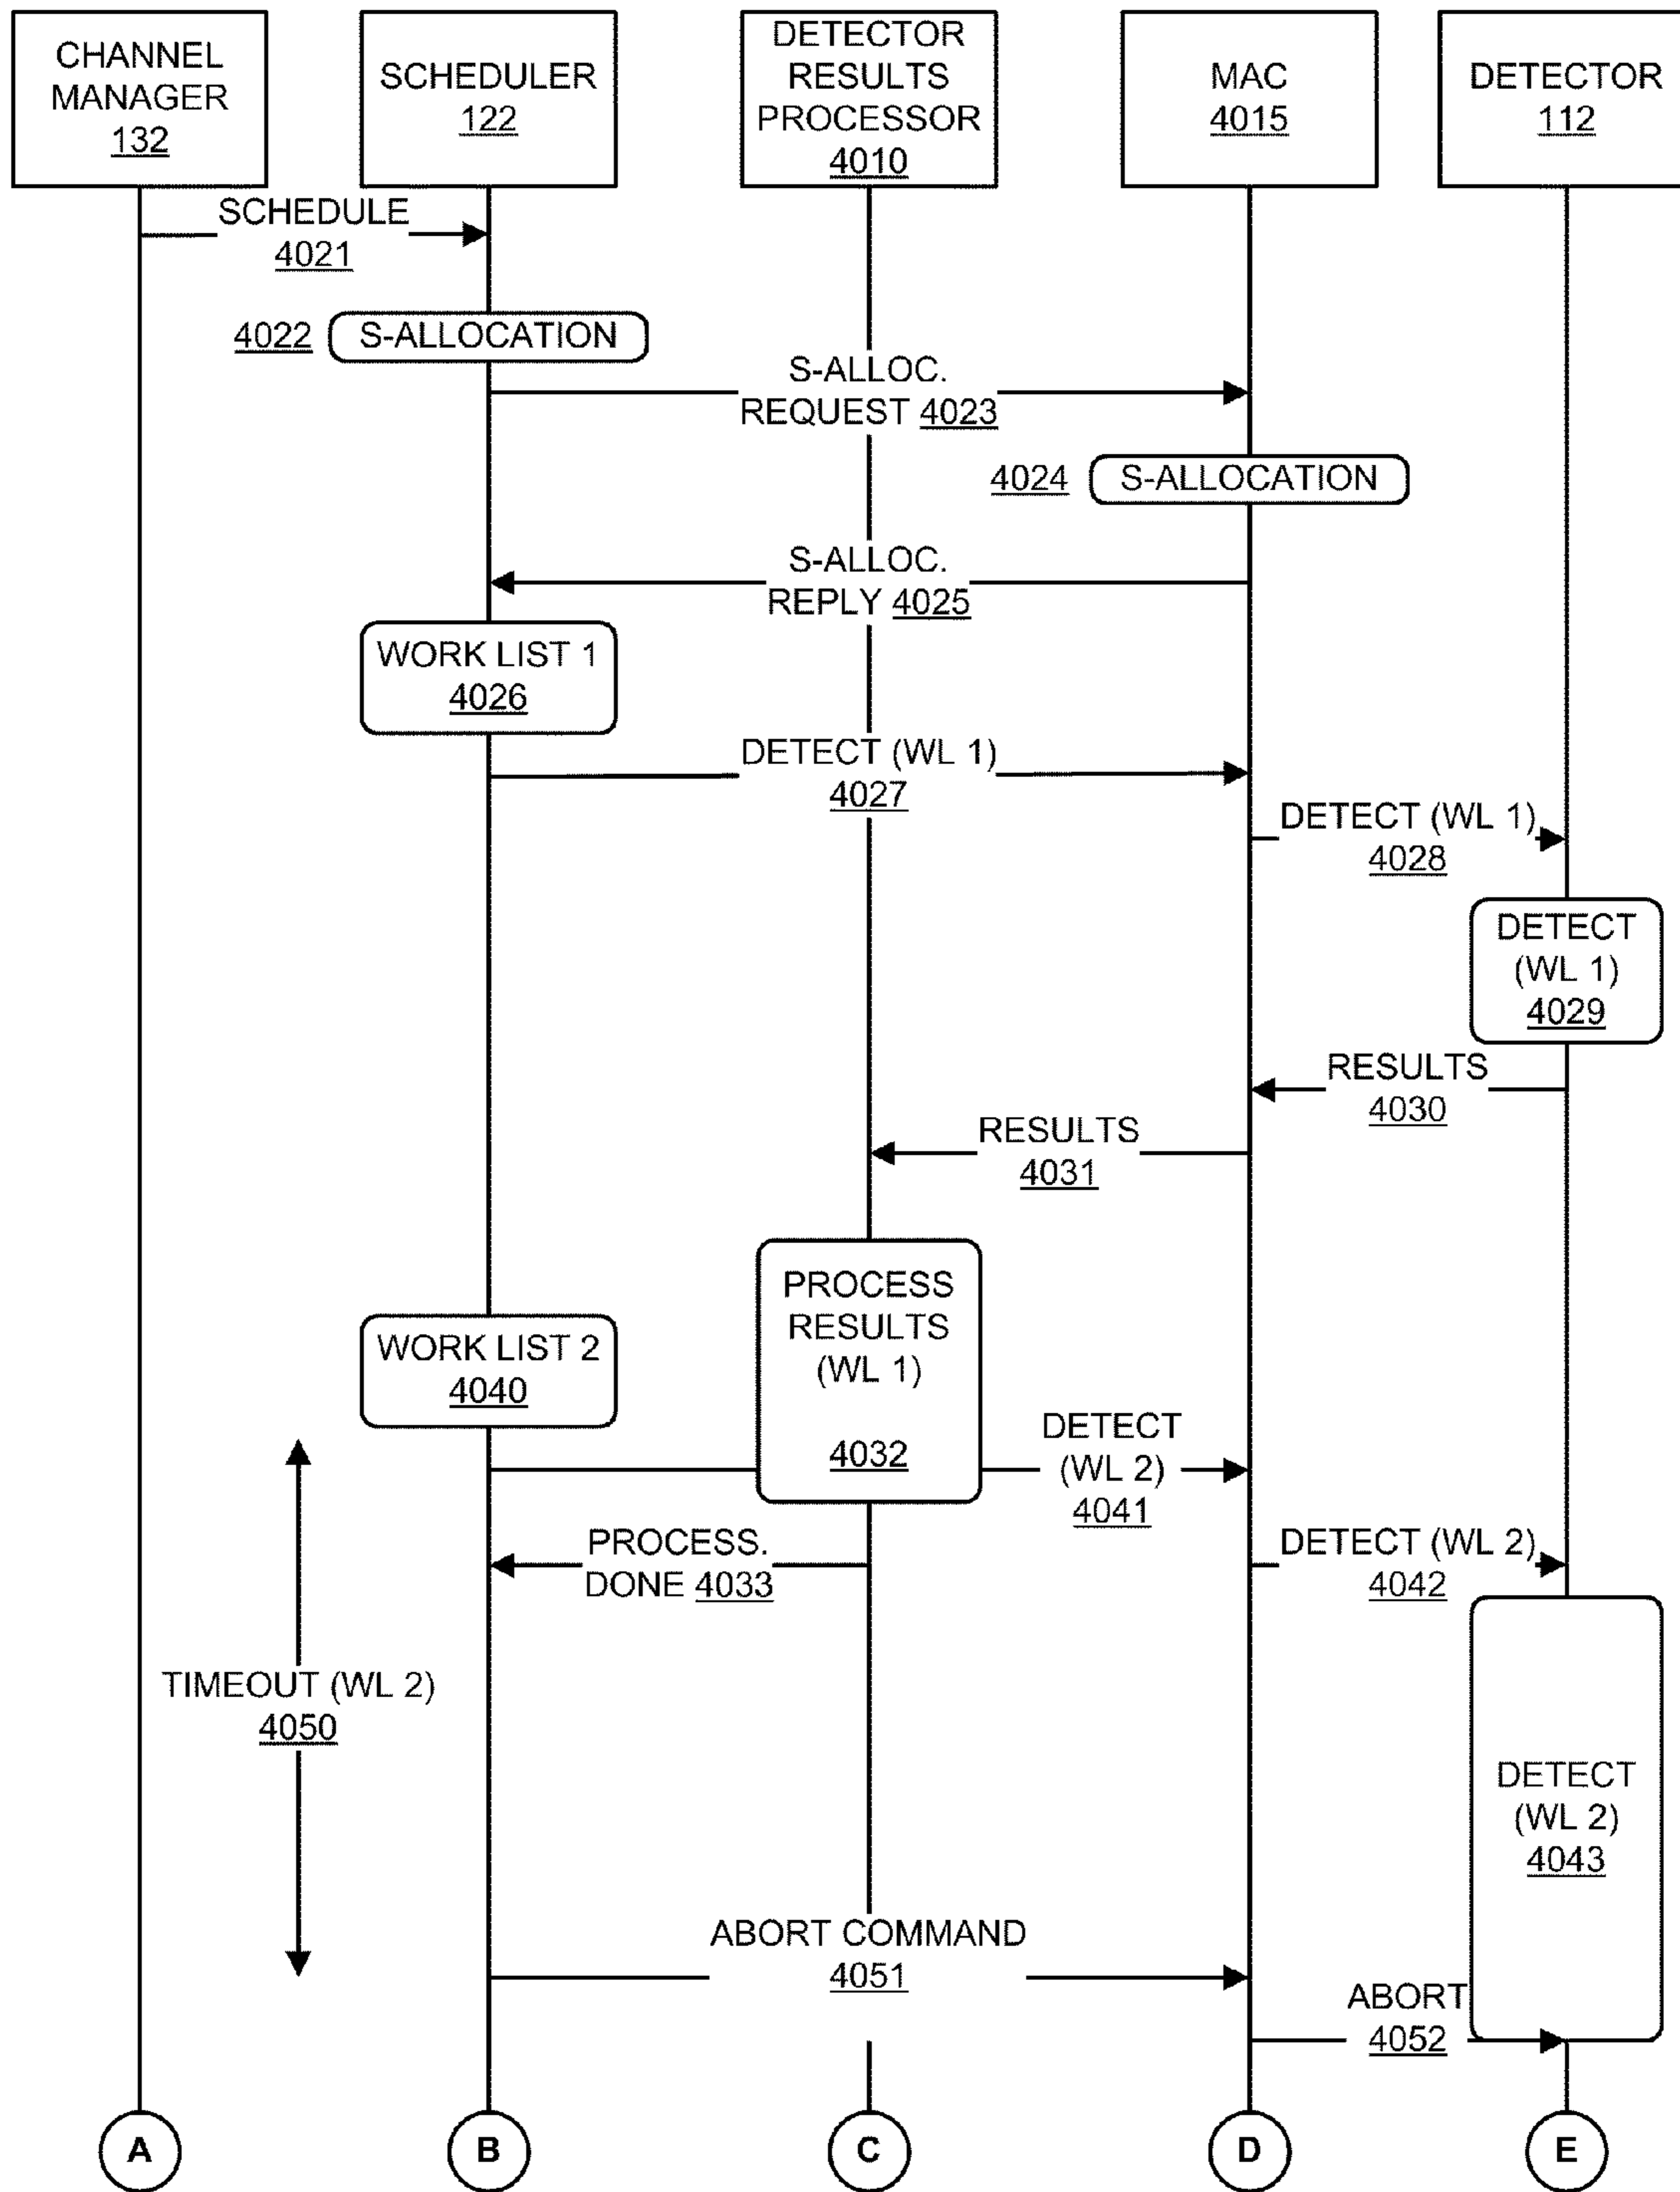 CHANNEL
MANAGER
132
SCHEDULER
122
DETECTOR
RESULTS
PROCESSOR
4010
MAC
4015
DETECTOR
112
SCHEDULE
4021
4022 S-ALLOCATION
S-ALLOC.
REQUEST 4023
4024 S-ALLOCATION
S-ALLOC.
REPLY 4025
WORK LIST 1
4026
DETECT (WL 1)
4027
DETECT (WL 1)
4028
DETECT
(WL 1)
4029
RESULTS
4030
RESULTS
4031
PROCESS
RESULTS
(WL 1)
4032
WORK LIST 2
4040
DETECT
(WL 2)
4041
PROCESS.
DONE 4033
DETECT (WL 2)
4042
TIMEOUT (WL 2)
4050
DETECT
(WL 2)
4043
ABORT COMMAND
4051
ABORT
4052
A
B
C
D
E